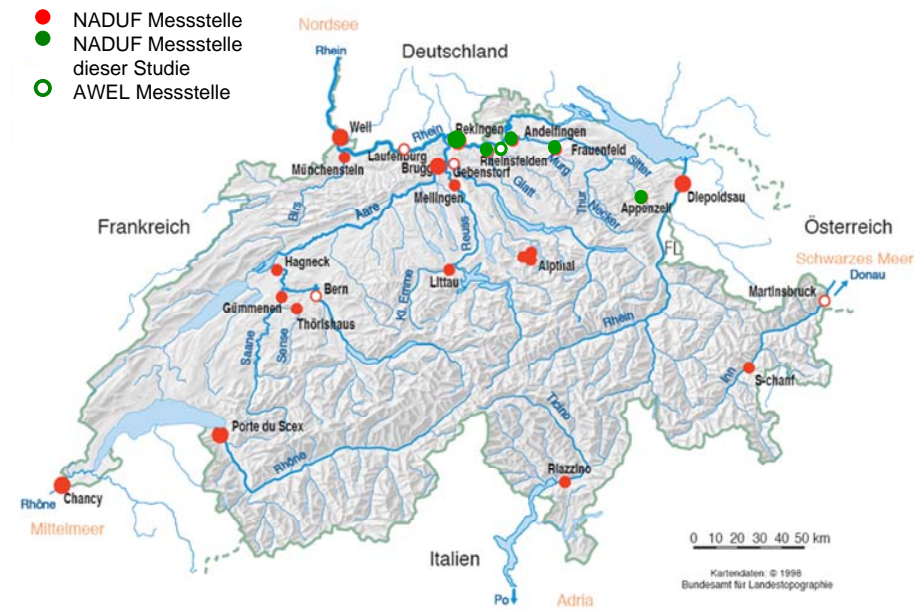 NADUF Messstelle
NADUF Messstelle
dieser Studie
AWEL Messstelle
Nordsee
Rhein
Deutschland
Weil
Rhein
Rekingen
Andelfingen
Laufenburg
Rheinsfelden
Frauenfeld
Münchenstein
Brugg
Gebenstorf
Murg
Sitter
Mellingen
Glatt
Thur
Necker
Diepoldsau
Birs
Aare
Reuss
Appenzell
Frankreich
Österreich
FL
Schwarzes Meer
Donau
Hagneck
Alpthal
Bern
Kl. Emme
Littau
Martinsbruck
Gümmenen
Thörishaus
Rhein
Saane
Sense
Inn
S-chanf
Ticino
Porte du Scex
Rhône
Riazzino
Rhône
Chancy
Mittelmeer
0 10 20 30 40 50 km
Italien
Kartendaten: © 1998
Bundesamt für Landestopographie
Po
Adria